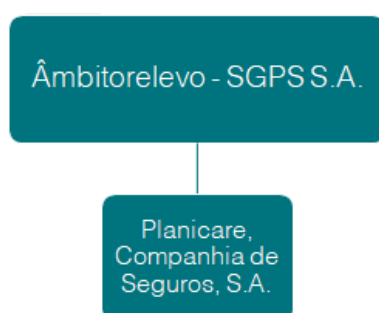 Âmbitorelevo - SGPS S.A.
Planicare,
Companhia de
Seguros, S.A.